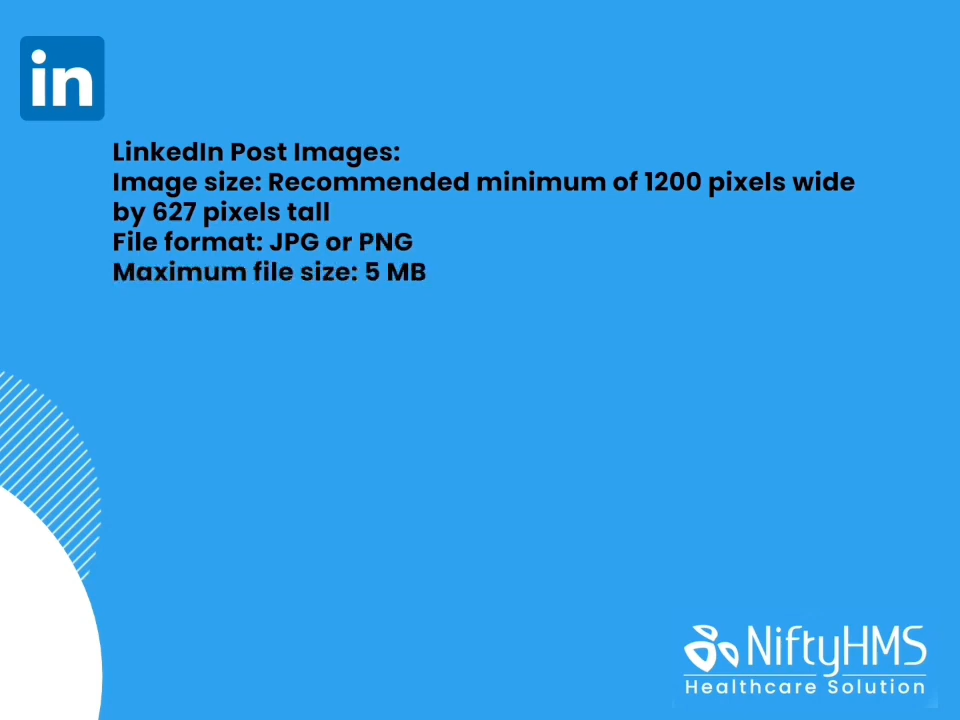 in
LinkedIn Post Images:
Image size: Recommended minimum of 1200 pixels wide
by 627 pixels tall
File format: JPG or PNG
Maximum file size: 5 MB
NiftyHMS
Healthcare Solution